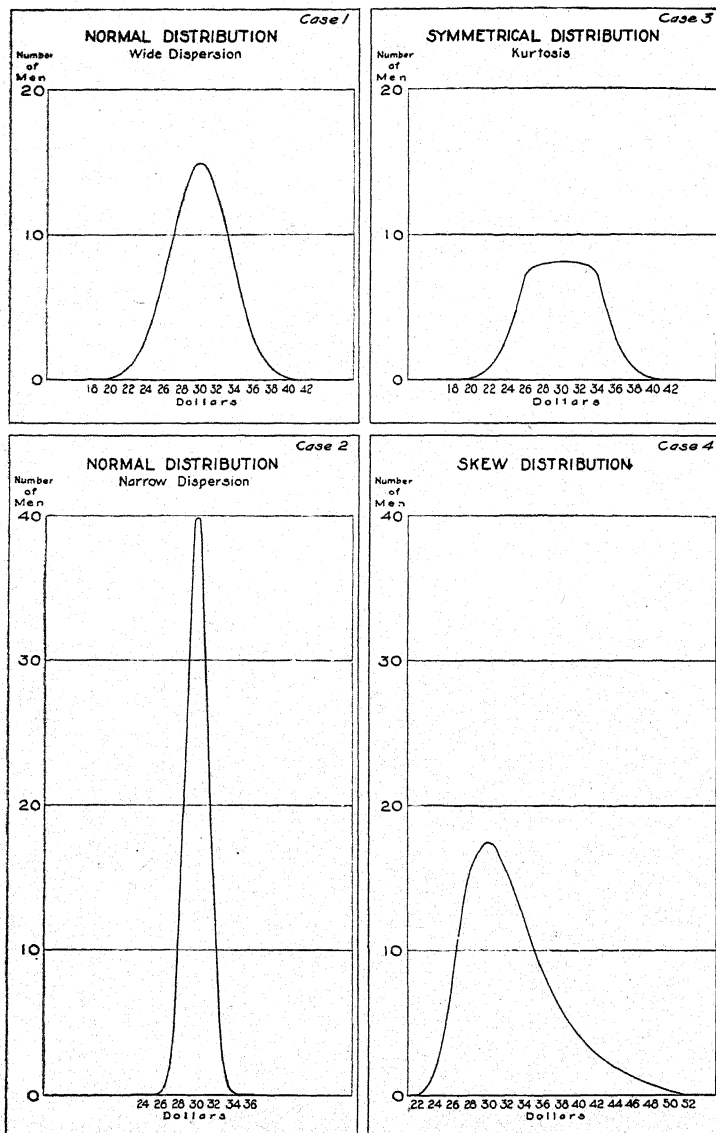 Case 1
NORMAL DISTRIBUTION
Wide Dispersion
Number
of
Men
20
10
0
18 20 22 24 26 28 30 32 34 36 38 40 42
Dollars
Case 3
SYMMETRICAL DISTRIBUTION
Kurtosis
Number
of
Men
20
10
0
18 20 22 24 26 28 30 32 34 36 38 40 42
Dollars
Case 2
NORMAL DISTRIBUTION
Narrow Dispersion
Number
of
Men
40
30
20
10
0
24 26 28 30 32 34 36
Dollars
Case 4
SKEW DISTRIBUTION
Number
of
Men
40
30
20
10
0
22 24 26 28 30 32 34 36 38 40 42 44 46 48 50 52
Dollars